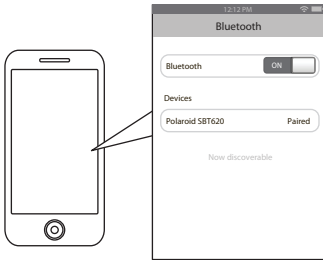 12:12 PM
Bluetooth
Bluetooth ON
Devices
Polaroid SBT620 Paired
Now discoverable